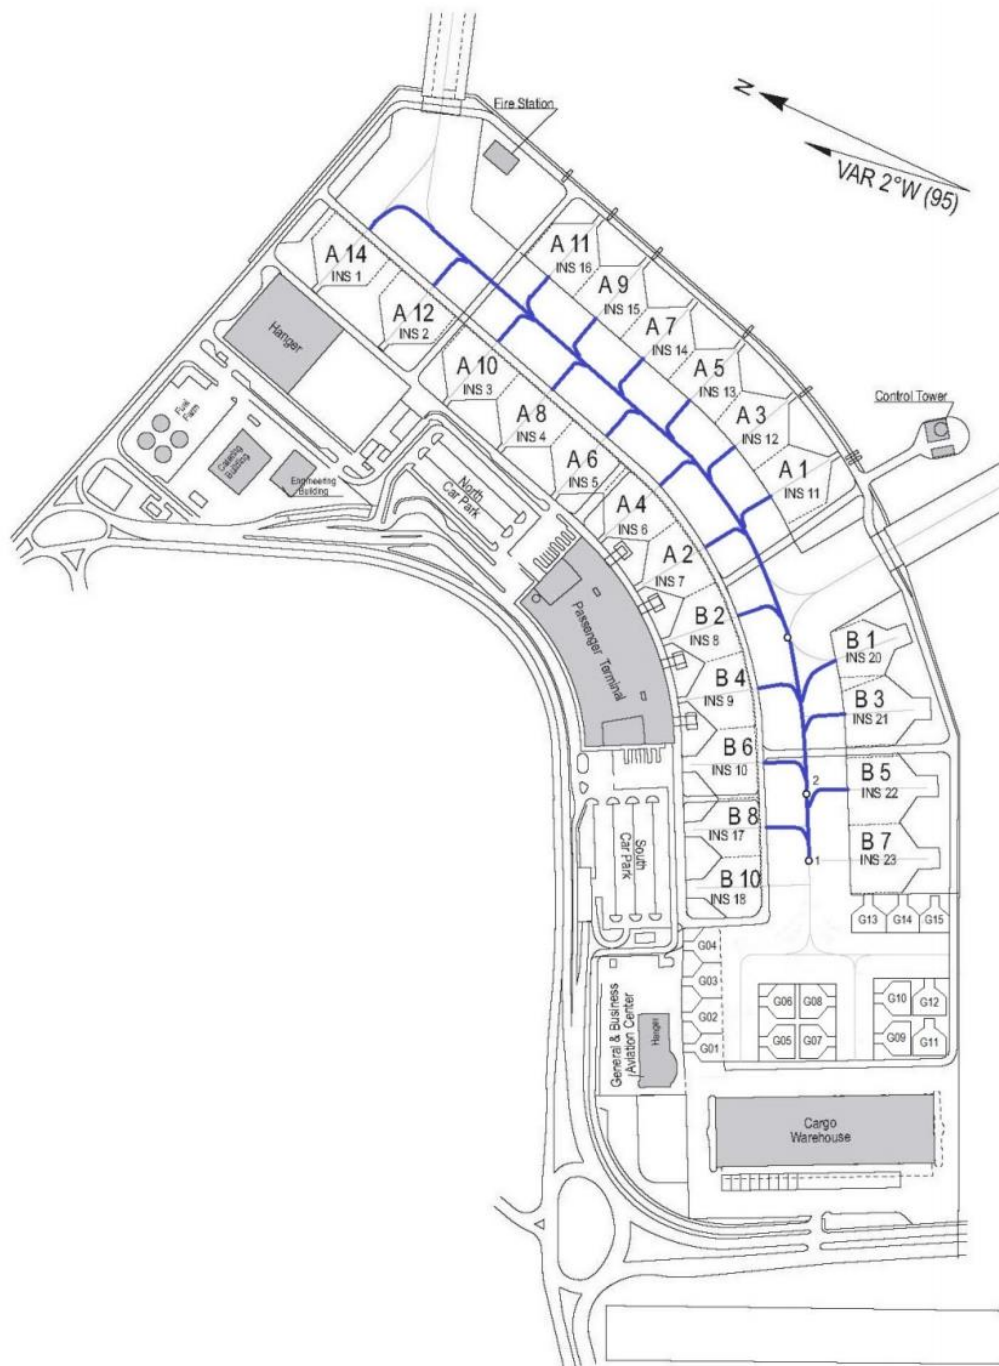 Fire Station
N
VAR 2°W (95)
A 14
INS 1
A 11
INS 16
A 12
INS 2
A 9
INS 15
Hanger
A 10
INS 3
A 7
INS 14
A 8
INS 4
A 5
INS 13
Fuel
Farm
Catering
Building
Engineering
Building
North
Car Park
A 6
INS 5
A 3
INS 12
Control Tower
A 4
INS 6
A 1
INS 11
A 2
INS 7
Passenger Terminal
B 2
INS 8
B 1
INS 20
B 4
INS 9
B 3
INS 21
B 6
INS 10
2
B 5
INS 22
B 8
INS 17
South
Car Park
B 7
INS 23
1
B 10
INS 18
G13
G14
G15
G04
G03
G02
G01
G06
G08
G05
G07
G10
G12
G09
G11
General & Business
Aviation Center
Hanger
Cargo
Warehouse